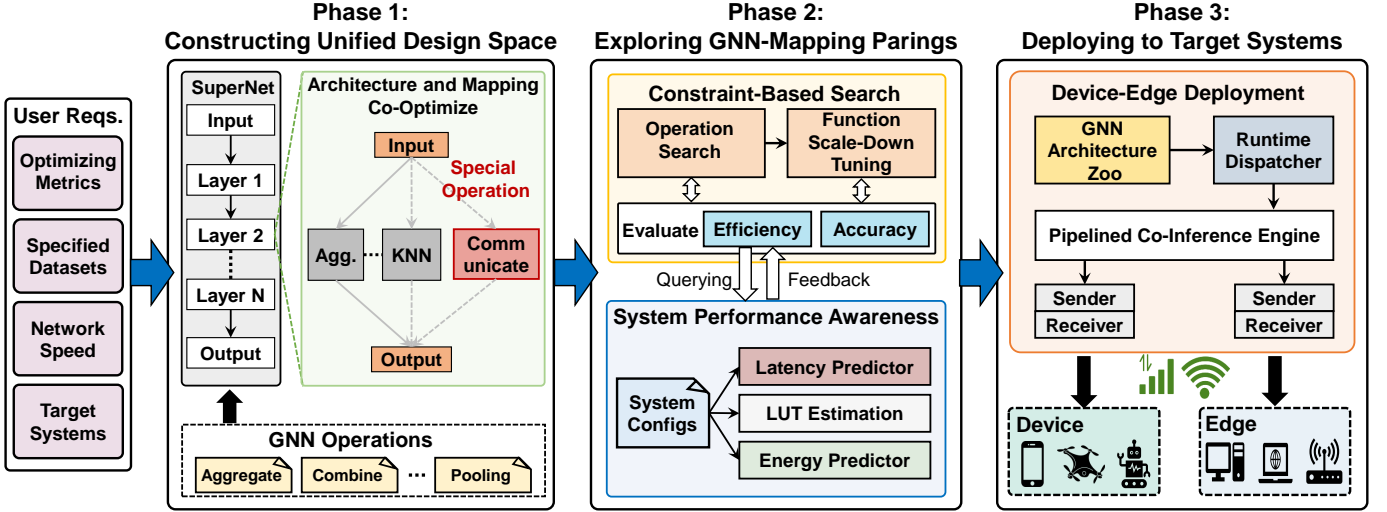 Phase 1:
Constructing Unified Design Space
Phase 2:
Exploring GNN-Mapping Parings
Phase 3:
Deploying to Target Systems
User Reqs.
Optimizing
Metrics
Specified
Datasets
Network
Speed
Target
Systems
SuperNet
Input
Layer 1
Layer 2
Layer N
Output
Architecture and Mapping
Co-Optimize
Input
Special
Operation
Agg.
KNN
Comm
unicate
Output
GNN Operations
Aggregate
Combine
...
Pooling
Constraint-Based Search
Operation
Search
Function
Scale-Down
Tuning
Evaluate
Efficiency
Accuracy
Querying
Feedback
System Performance Awareness
System
Configs
Latency Predictor
LUT Estimation
Energy Predictor
Device-Edge Deployment
GNN
Architecture
Zoo
Runtime
Dispatcher
Pipelined Co-Inference Engine
Sender
Receiver
Sender
Receiver
Device
Edge